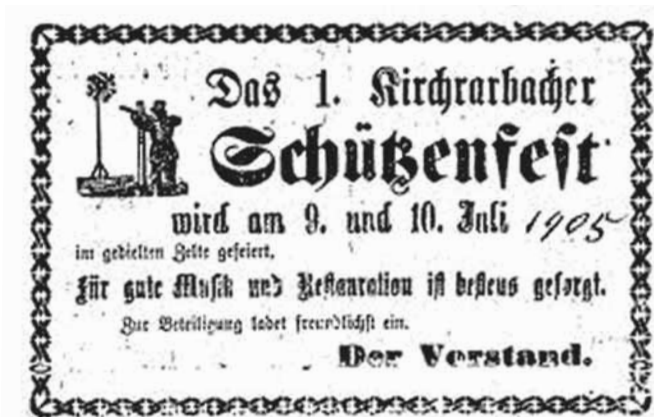 Das 1. Kirchrarbacher
Schützenfest
wird am 9. und 10. Juli 1905
im gedielten Zelte gefeiert.
Für gute Musik und Restauration ist bestens gesorgt.
Zur Beteiligung ladet freundlichst ein.
Der Vorstand.